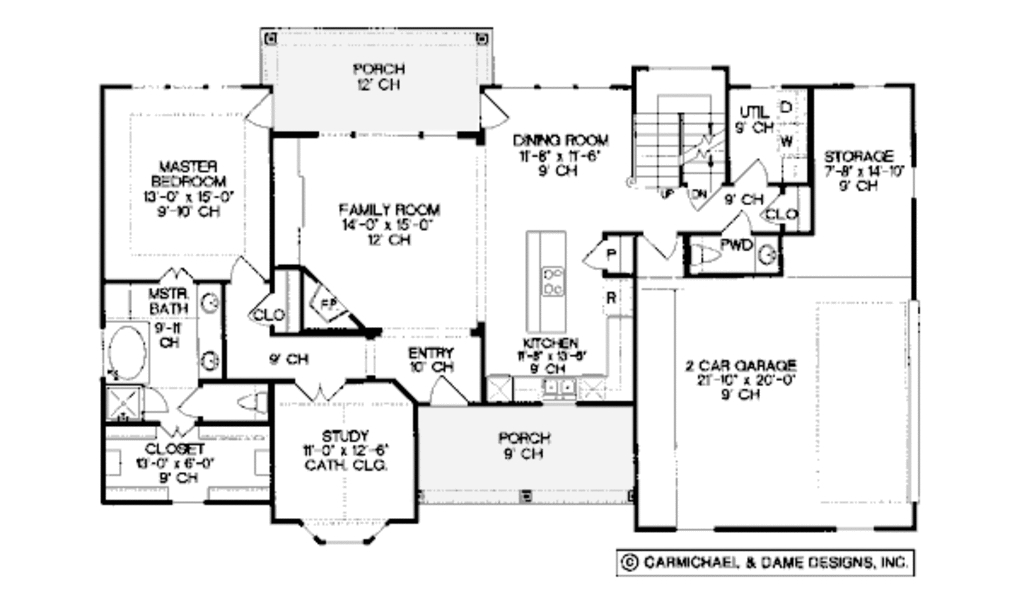 PORCH
12' CH
MASTER
BEDROOM
13'-0" x 15'-0"
9'-10" CH
FAMILY ROOM
14'-0" x 15'-0"
12' CH
DINING ROOM
11'-8" x 11'-6"
9' CH
UTIL
9' CH
D
W
STORAGE
7'-8" x 14'-10"
9' CH
UP
DN
9' CH
CLO
PWD
P
R
MSTR.
BATH
9'-11
CH
CLO
FP
9' CH
ENTRY
10' CH
KITCHEN
11'-8" x 13'-6"
9' CH
2 CAR GARAGE
21'-10" x 20'-0"
9' CH
STUDY
11'-0" x 12'-6"
CATH. CLG.
PORCH
9' CH
CLOSET
13'-0" x 6'-0"
9' CH
© CARMICHAEL & DAME DESIGNS, INC.